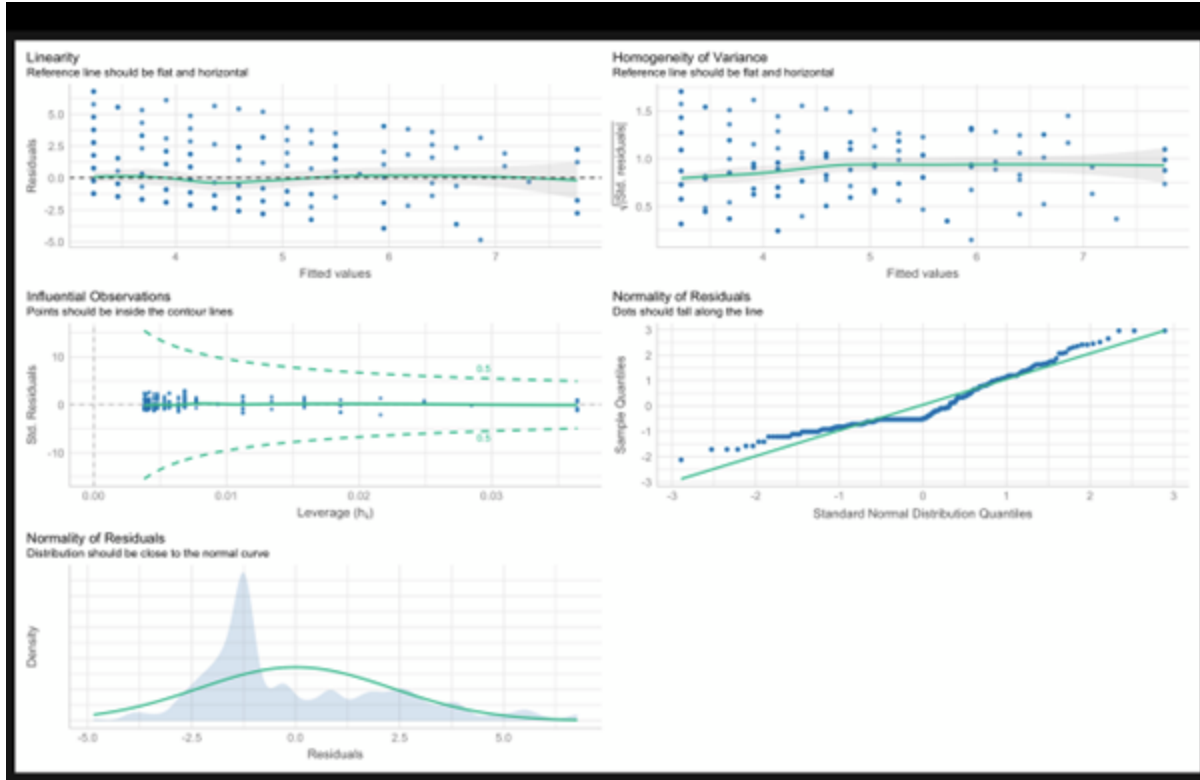 Linearity
Reference line should be flat and horizontal
Residuals
5.0
2.5
0.0
-2.5
-5.0
4
5
6
7
Fitted values
Homogeneity of Variance
Reference line should be flat and horizontal
√|Std. residuals|
1.5
1.0
0.5
4
5
6
7
Fitted values
Influential Observations
Points should be inside the contour lines
Std. Residuals
10
0
-10
0.5
0.5
0.00
0.01
0.02
0.03
Leverage (hᵢᵢ)
Normality of Residuals
Dots should fall along the line
Sample Quantiles
3
2
1
0
-1
-2
-3
-3
-2
-1
0
1
2
3
Standard Normal Distribution Quantiles
Normality of Residuals
Distribution should be close to the normal curve
Density
-5.0
-2.5
0.0
2.5
5.0
Residuals